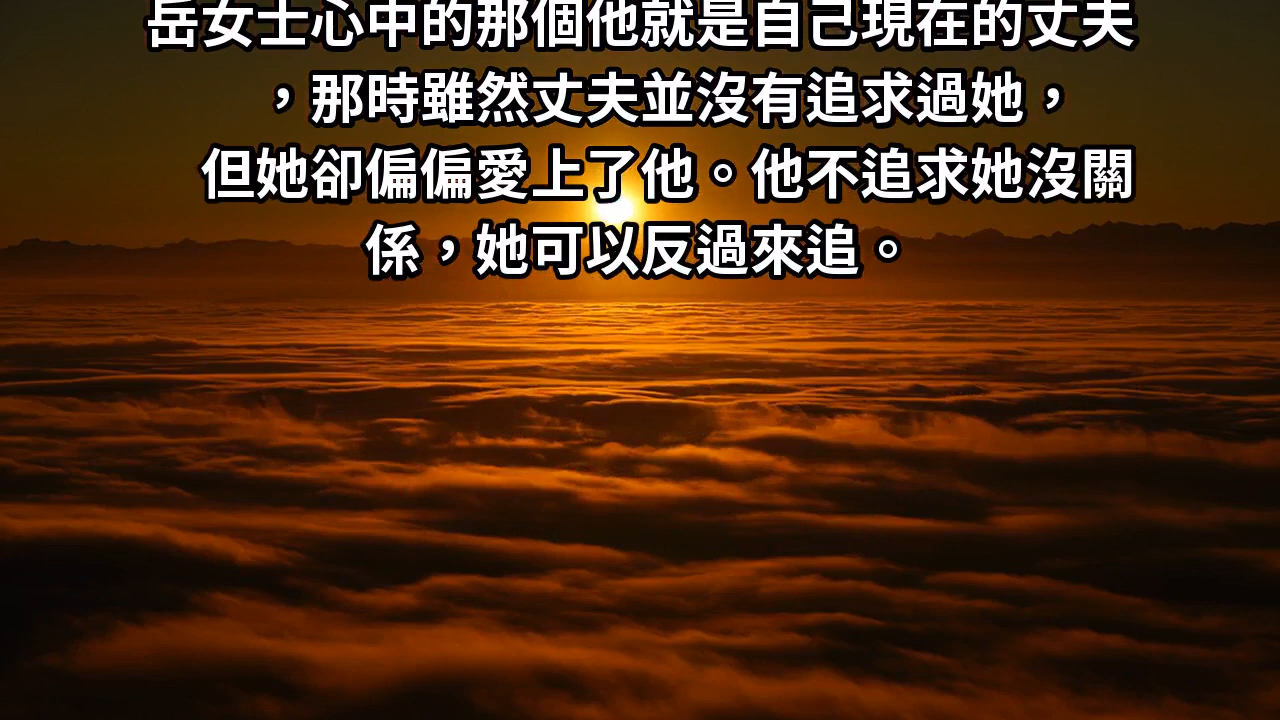 岳女士心中的那個他就是自己現在的丈夫
，那時雖然丈夫並沒有追求過她，
但她卻偏偏愛上了他。他不追求她沒關
係，她可以反過來追。